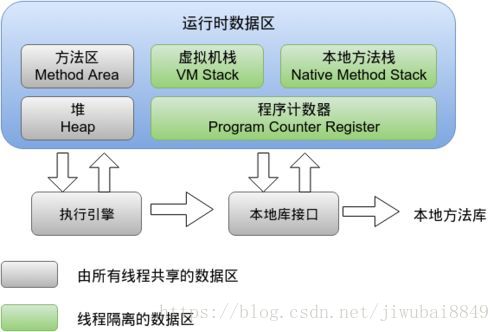 运行时数据区
方法区
Method Area
虚拟机栈
VM Stack
本地方法栈
Native Method Stack
堆
Heap
程序计数器
Program Counter Register
执行引擎
本地库接口
本地方法库
由所有线程共享的数据区
线程隔离的数据区
https://blog.csdn.net/jiwubai8849